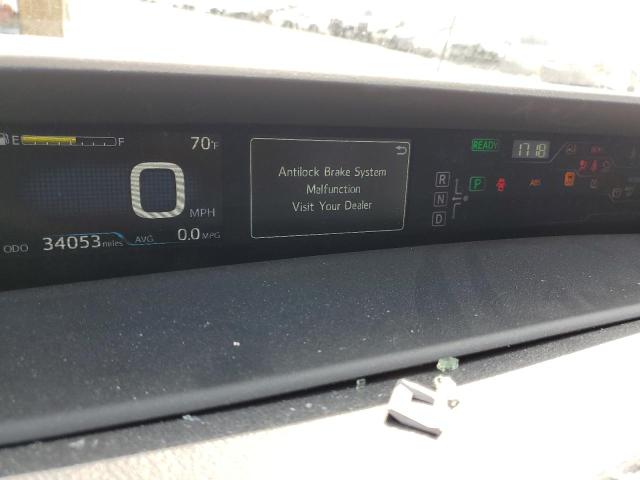 E F
70°F
0 MPH
ODO 34053 miles AVG 0.0 MPG
Antilock Brake System
Malfunction
Visit Your Dealer
READY 17 18
R
N
D
P
ABS